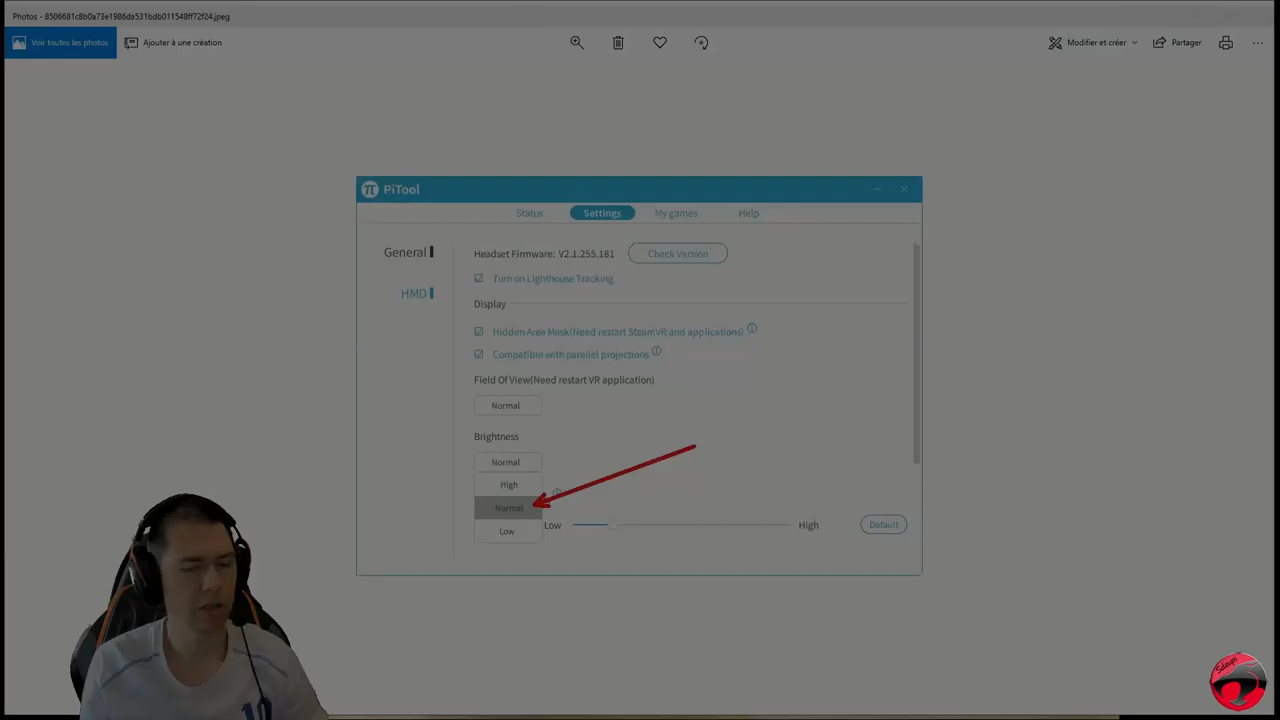 Photos - 8506681c8b0a73e1986da531bdb011548ff72f24.jpeg
Voir toutes les photos
Ajouter à une création
Modifier et créer
Partager
PiTool
Status
Settings
My games
Help
General
HMD
Headset Firmware: V2.1.255.181
Check Version
Turn on Lighthouse Tracking
Display
Hidden Area Mask(Need restart SteamVR and applications)
Compatible with parallel projections
Field Of View(Need restart VR application)
Normal
Brightness
Normal
High
Normal
Low
Low
High
Default
10